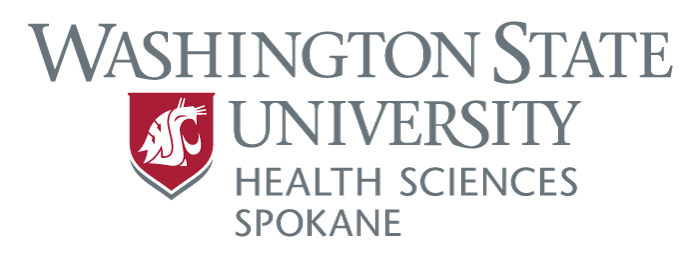 WASHINGTON STATE
UNIVERSITY
HEALTH SCIENCES
SPOKANE